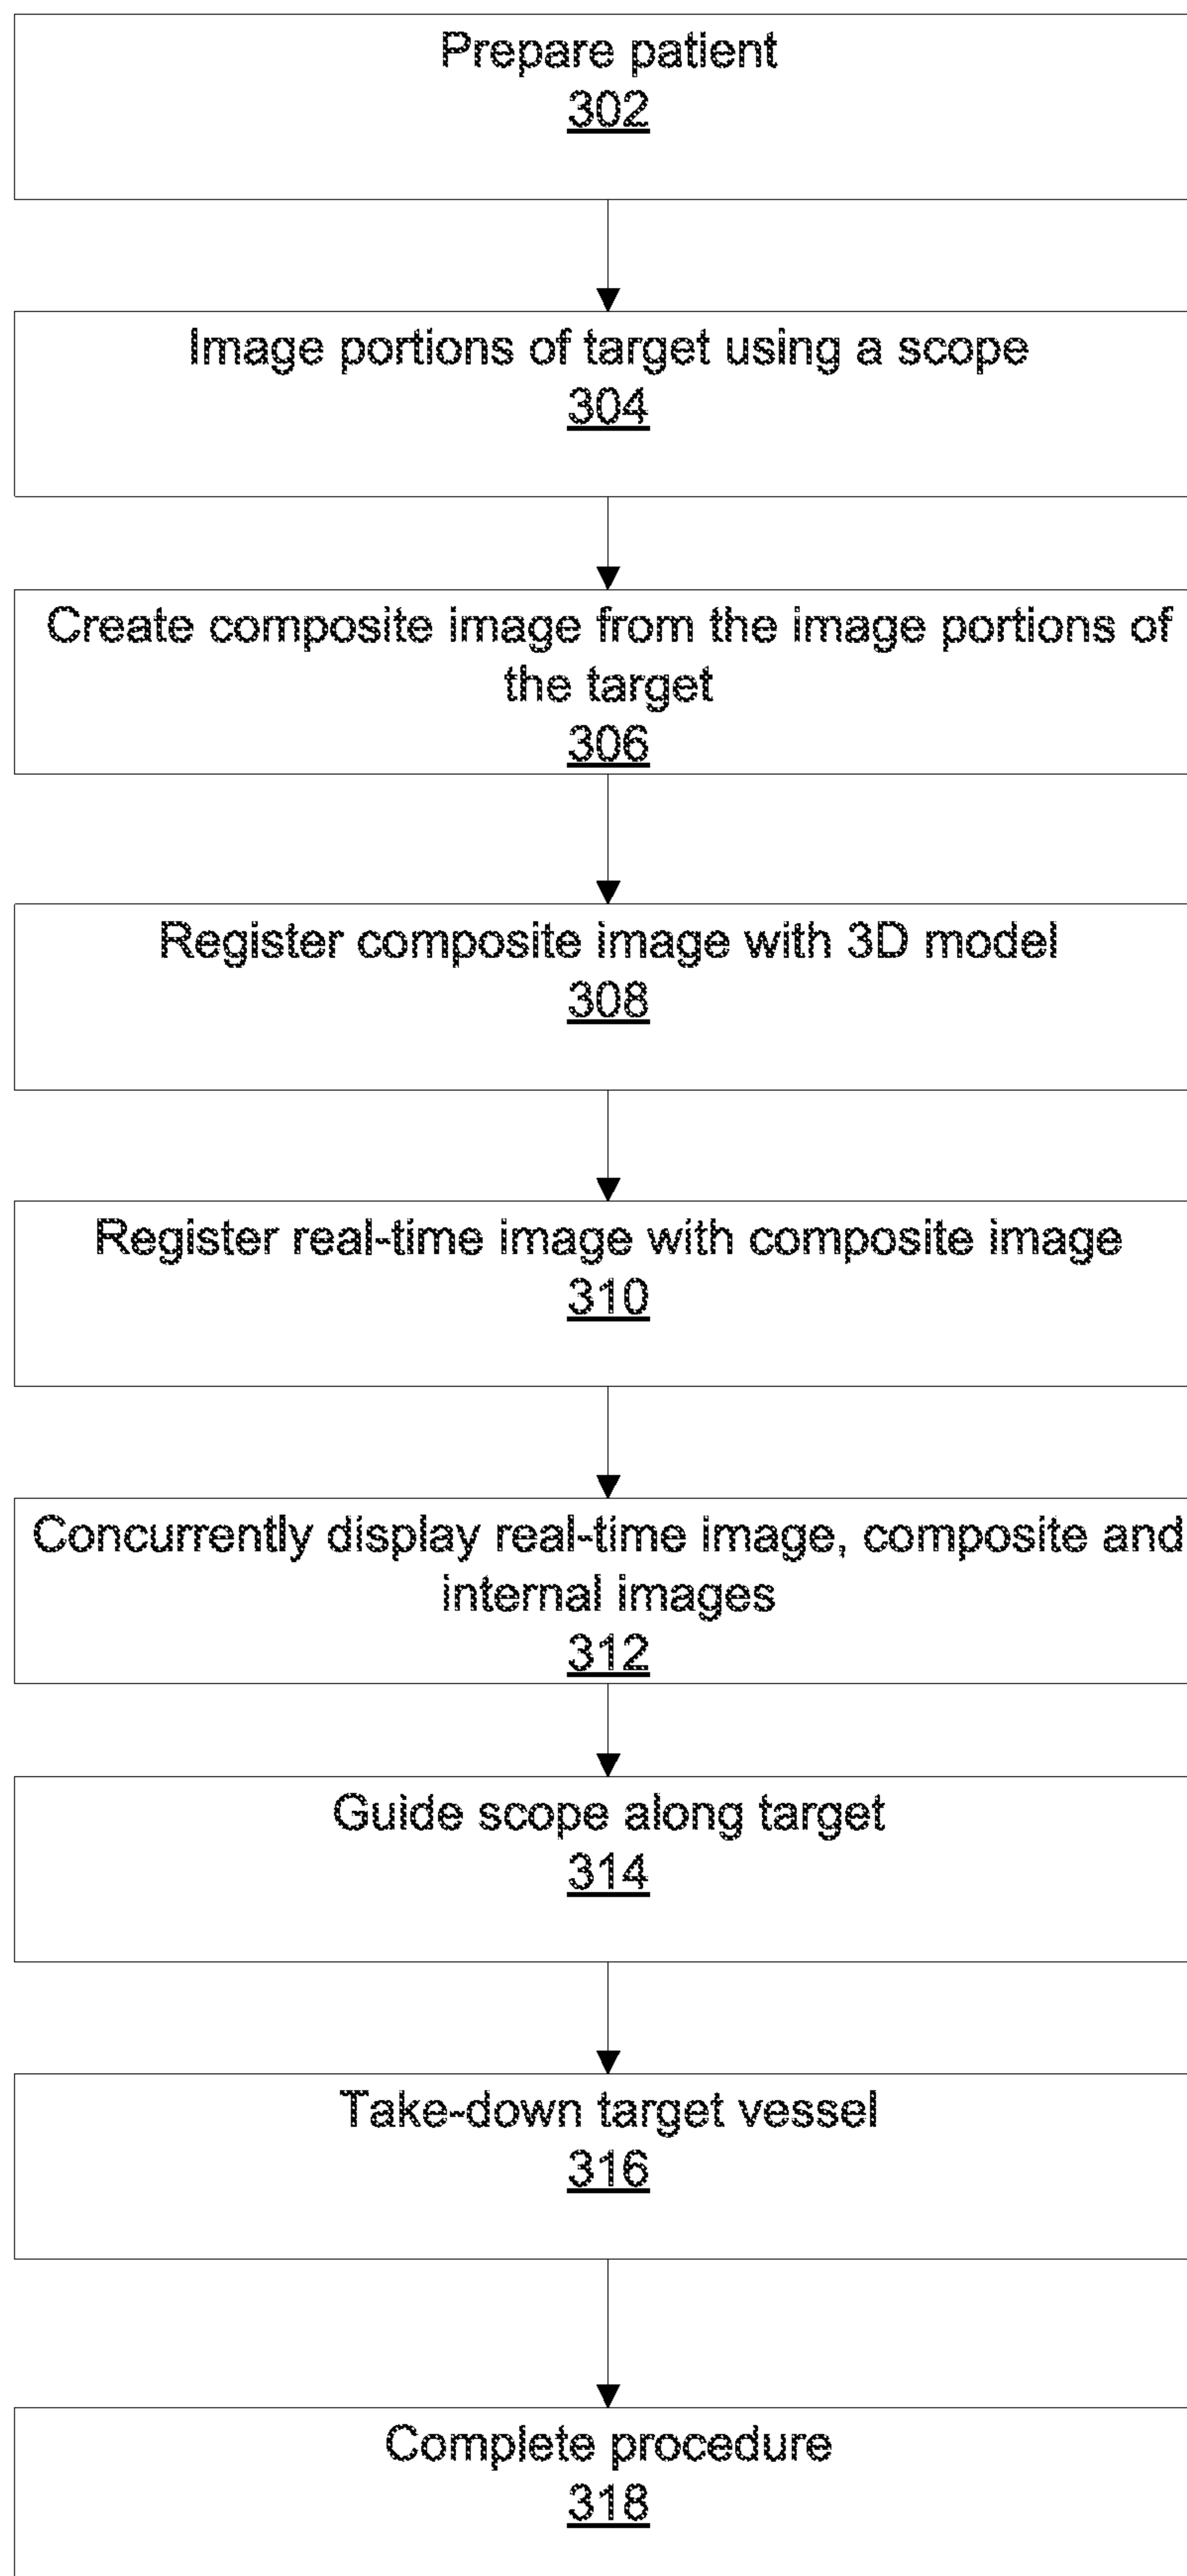 Prepare patient
302
Image portions of target using a scope
304
Create composite image from the image portions of
the target
306
Register composite image with 3D model
308
Register real-time image with composite image
310
Concurrently display real-time image, composite and
internal images
312
Guide scope along target
314
Take-down target vessel
316
Complete procedure
318